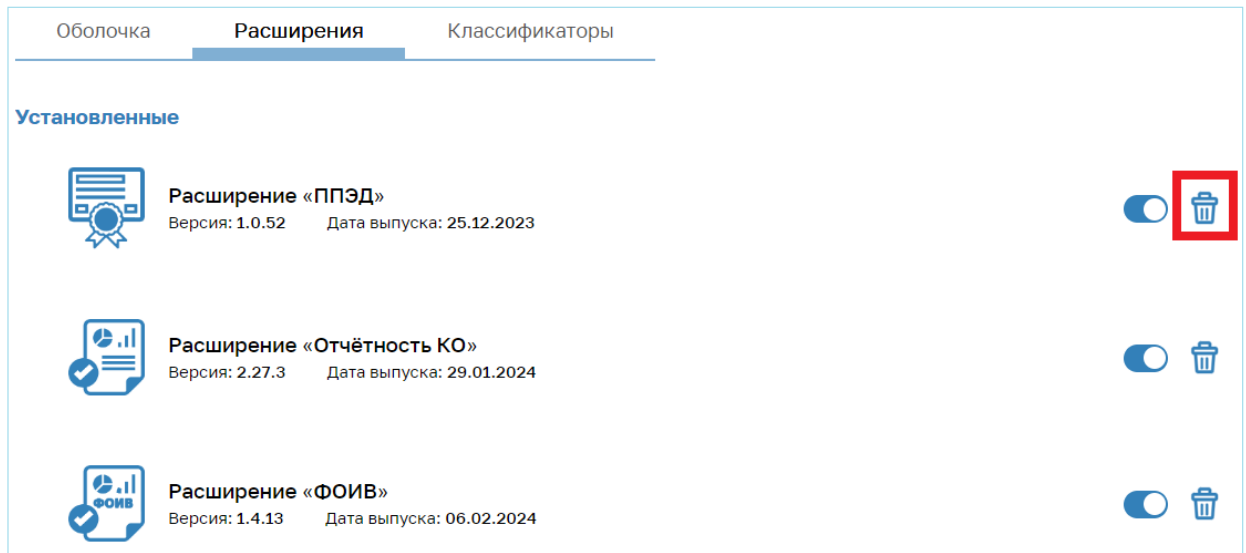 Оболочка Расширения Классификаторы
Установленные
Расширение «ППЭД»
Версия: 1.0.52 Дата выпуска: 25.12.2023
Расширение «Отчётность КО»
Версия: 2.27.3 Дата выпуска: 29.01.2024
ФОИВ
Расширение «ФОИВ»
Версия: 1.4.13 Дата выпуска: 06.02.2024